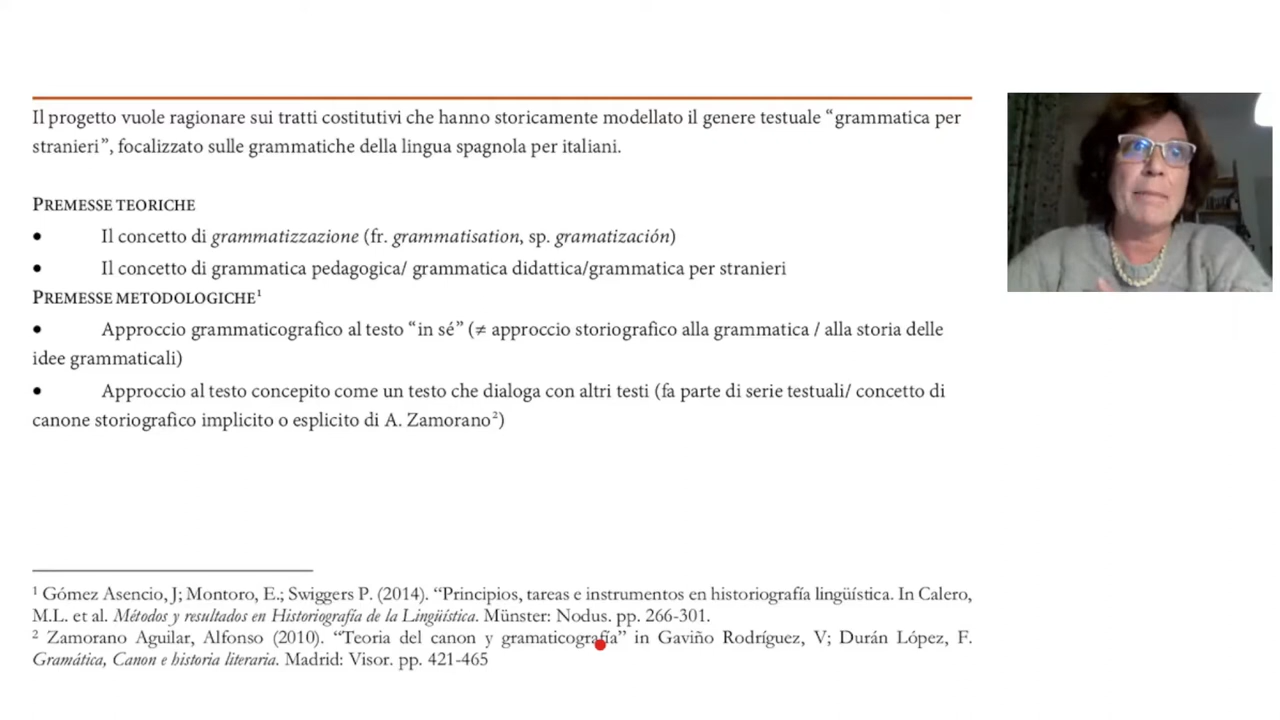 Il progetto vuole ragionare sui tratti costitutivi che hanno storicamente modellato il genere testuale “grammatica per
stranieri”, focalizzato sulle grammatiche della lingua spagnola per italiani.
PREMESSE TEORICHE
• Il concetto di grammatizzazione (fr. grammatisation, sp. gramatización)
• Il concetto di grammatica pedagogica/ grammatica didattica/grammatica per stranieri
PREMESSE METODOLOGICHE¹
• Approccio grammaticografico al testo “in sé” (≠ approccio storiografico alla grammatica / alla storia delle
idee grammaticali)
• Approccio al testo concepito come un testo che dialoga con altri testi (fa parte di serie testuali/ concetto di
canone storiografico implicito o esplicito di A. Zamorano²)
¹ Gómez Asencio, J; Montoro, E.; Swiggers P. (2014). “Principios, tareas e instrumentos en historiografía lingüística. In Calero,
M.L. et al. Métodos y resultados en Historiografía de la Lingüística. Münster: Nodus. pp. 266-301.
² Zamorano Aguilar, Alfonso (2010). “Teoria del canon y gramaticografía” in Gaviño Rodríguez, V; Durán López, F.
Gramática, Canon e historia literaria. Madrid: Visor. pp. 421-465